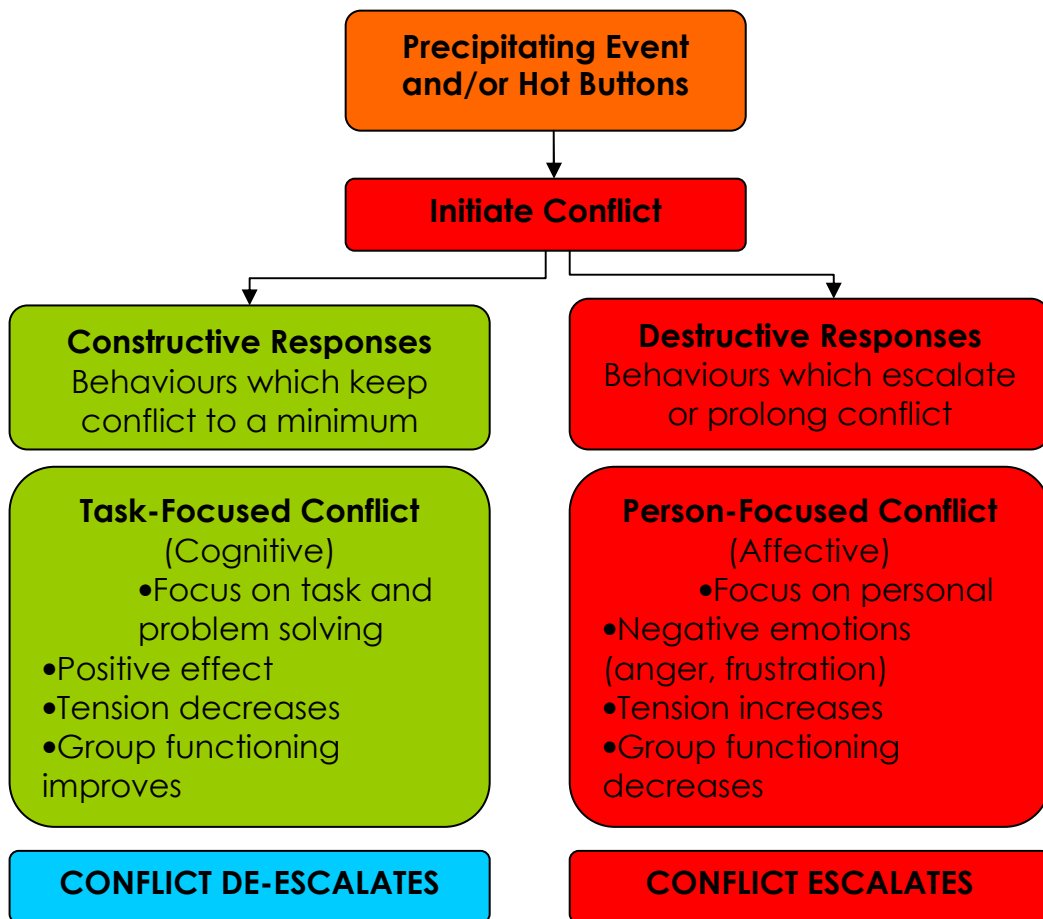 Precipitating Event
and/or Hot Buttons
Initiate Conflict
Constructive Responses
Behaviours which keep
conflict to a minimum
Destructive Responses
Behaviours which escalate
or prolong conflict
Task-Focused Conflict
(Cognitive)
•Focus on task and
problem solving
•Positive effect
•Tension decreases
•Group functioning
improves
Person-Focused Conflict
(Affective)
•Focus on personal
•Negative emotions
(anger, frustration)
•Tension increases
•Group functioning
decreases
CONFLICT DE-ESCALATES
CONFLICT ESCALATES